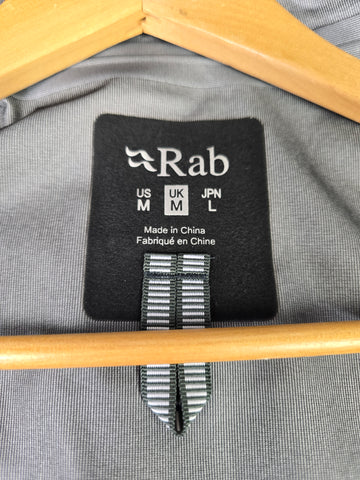 Rab
US UK JPN
M M L
Made in China
Fabriqué en Chine